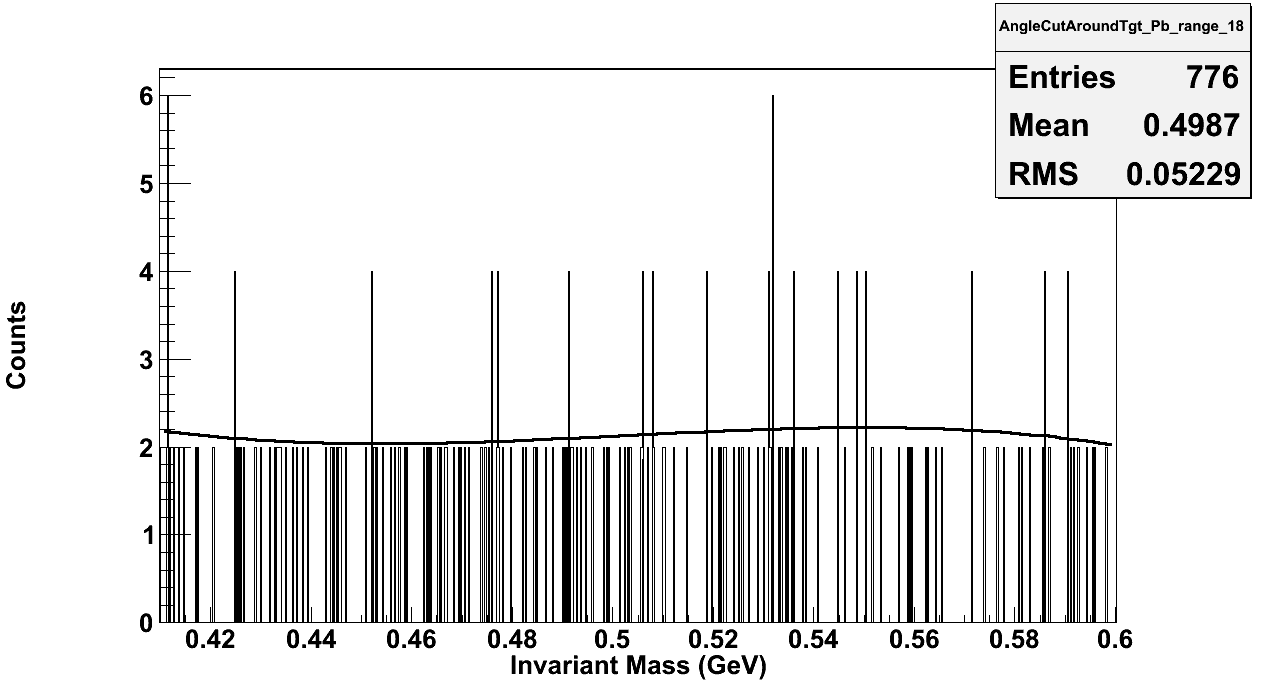 AngleCutAroundTgt_Pb_range_18
Entries 776
Mean 0.4987
RMS 0.05229
Counts
6
5
4
3
2
1
0
0.42 0.44 0.46 0.48 0.5 0.52 0.54 0.56 0.58 0.6
Invariant Mass (GeV)